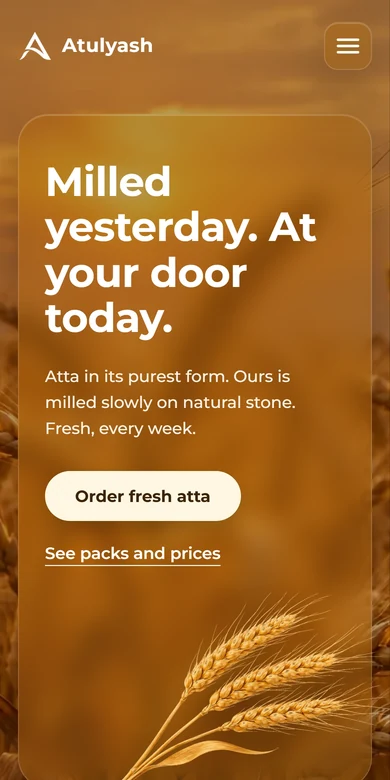 Atulyash
Milled
yesterday. At
your door
today.
Atta in its purest form. Ours is
milled slowly on natural stone.
Fresh, every week.
Order fresh atta
See packs and prices